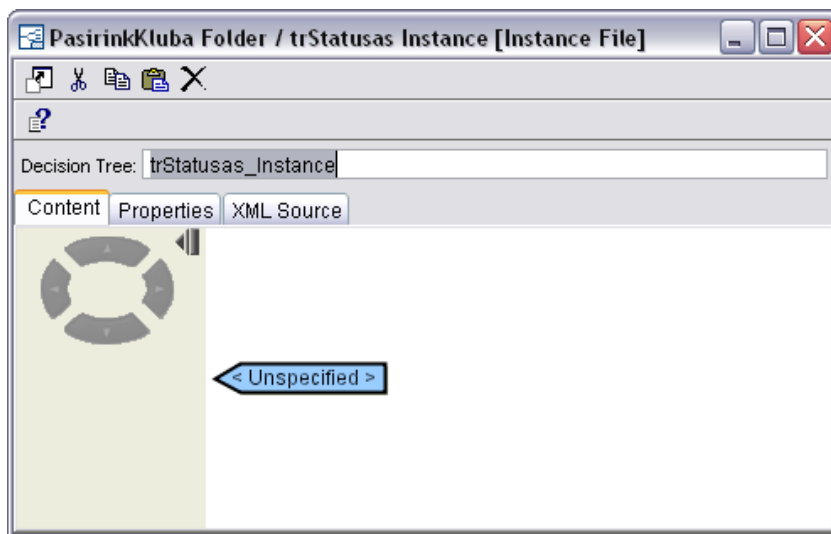 PasirinkKluba Folder / trStatusas Instance [Instance File]
Decision Tree: trStatusas_Instance
Content Properties XML Source
< Unspecified >